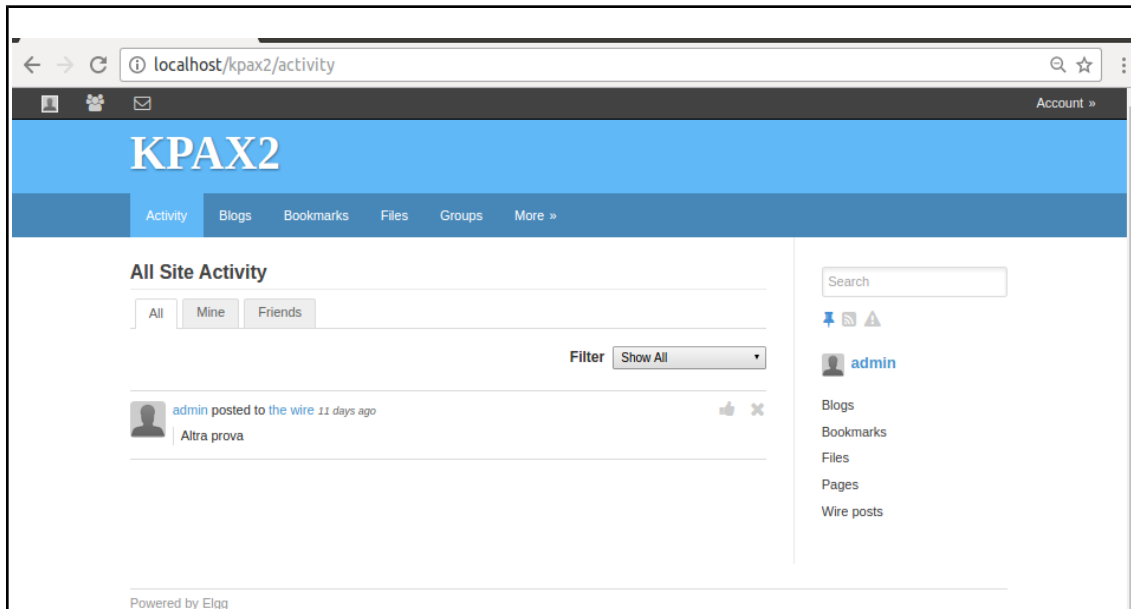 localhost/kpax2/activity
Account »
KPAX2
Activity Blogs Bookmarks Files Groups More »
All Site Activity
All Mine Friends
Filter Show All
admin posted to the wire 11 days ago
Altra prova
Search
admin
Blogs
Bookmarks
Files
Pages
Wire posts
Powered by Elgg